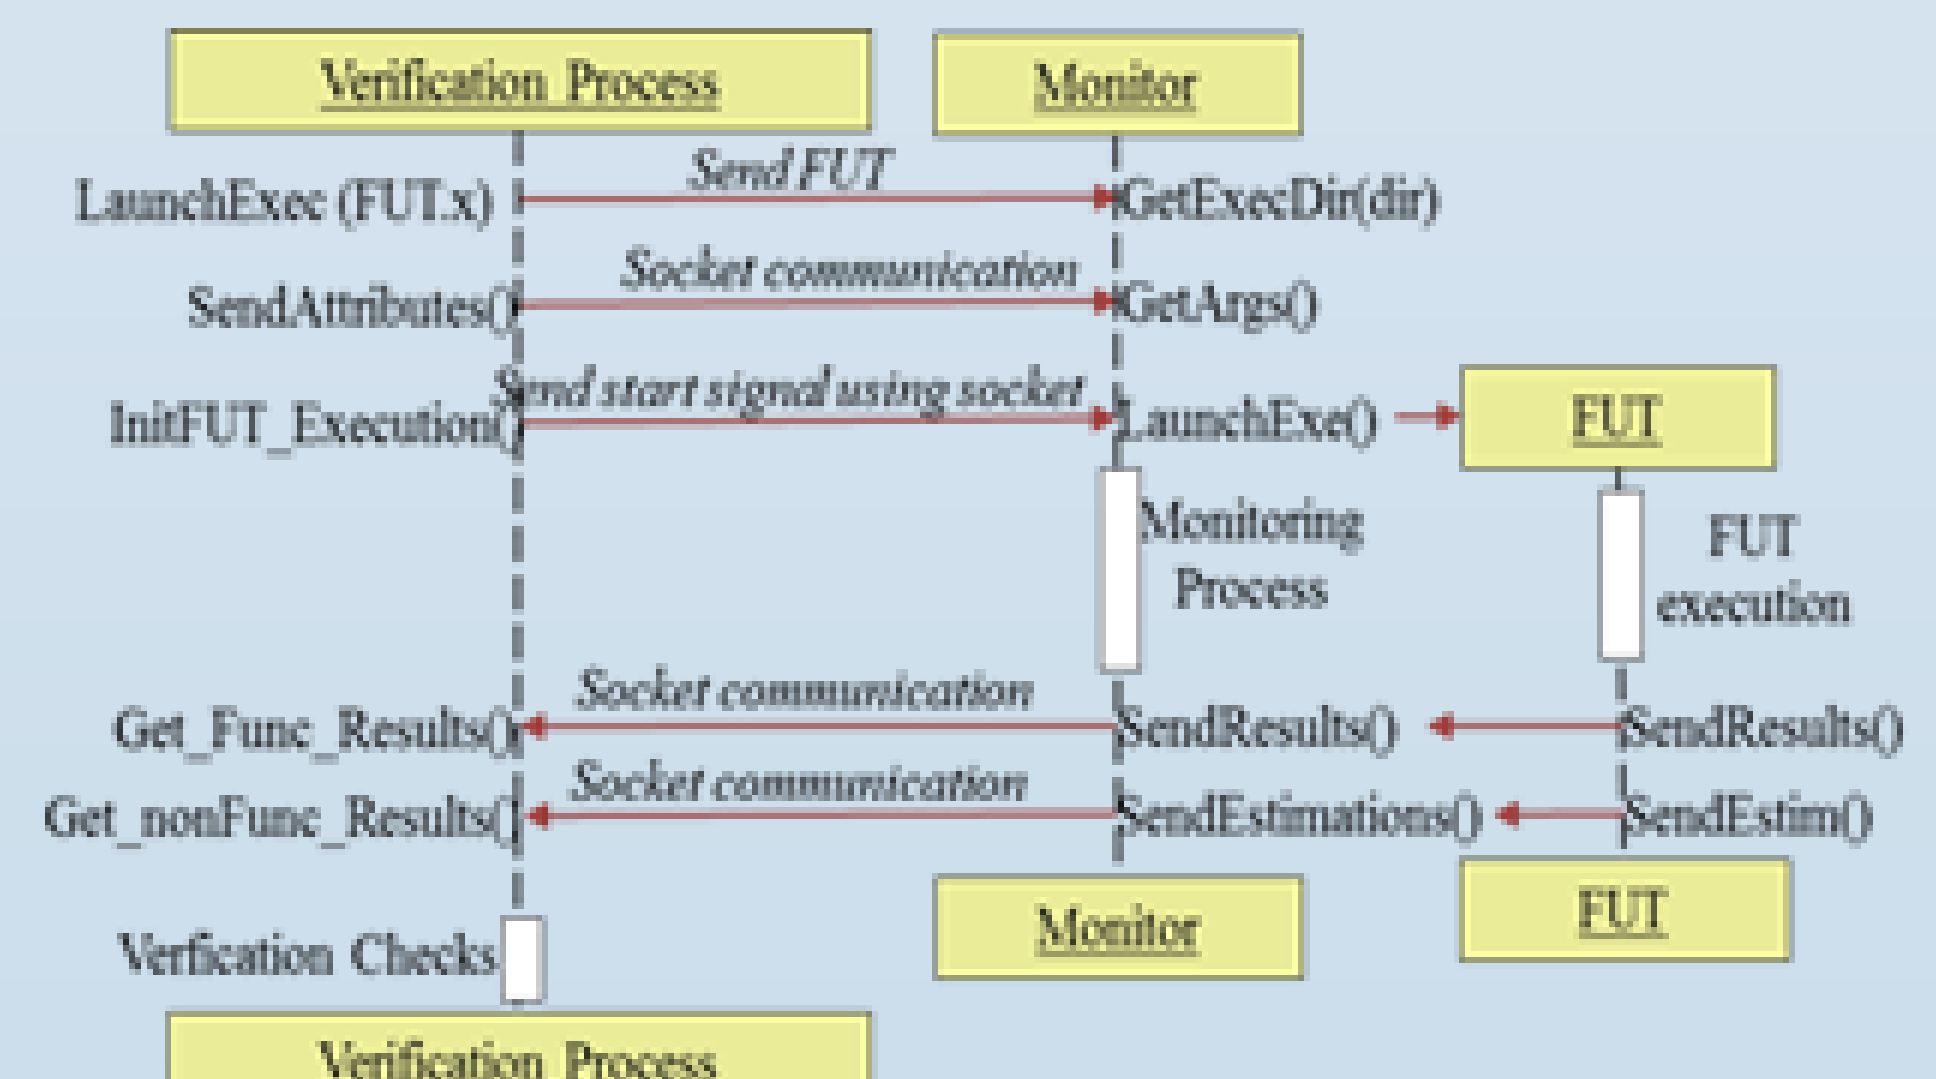 Verification Process
Monitor
Send FUT
LaunchExec (FUT.x)
GetExecDir(dir)
Socket communication
SendAttributes()
GetArgs()
Send start signal using socket
InitFUT_Execution()
LaunchExe()
FUT
Monitoring
Process
FUT
execution
Socket communication
Get_Func_Results()
SendResults()
SendResults()
Socket communication
Get_nonFunc_Results()
SendEstimations()
SendEstim()
FUT
Monitor
Verfication Checks
Verification Process